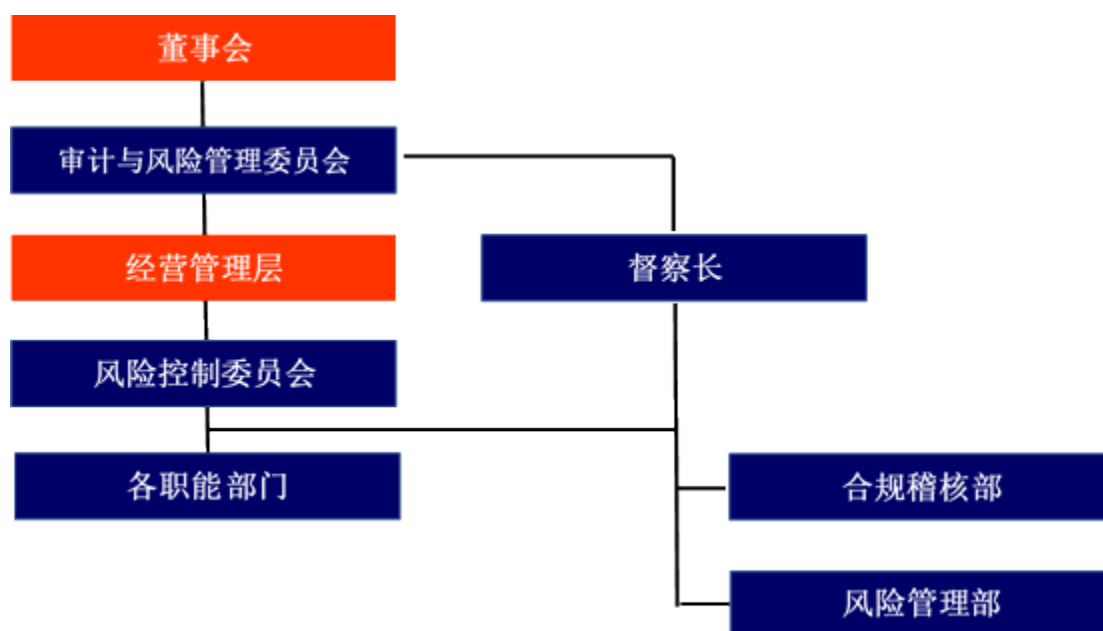 董事会
审计与风险管理委员会
经营管理层
督察长
风险控制委员会
各职能部门
合规稽核部
风险管理部